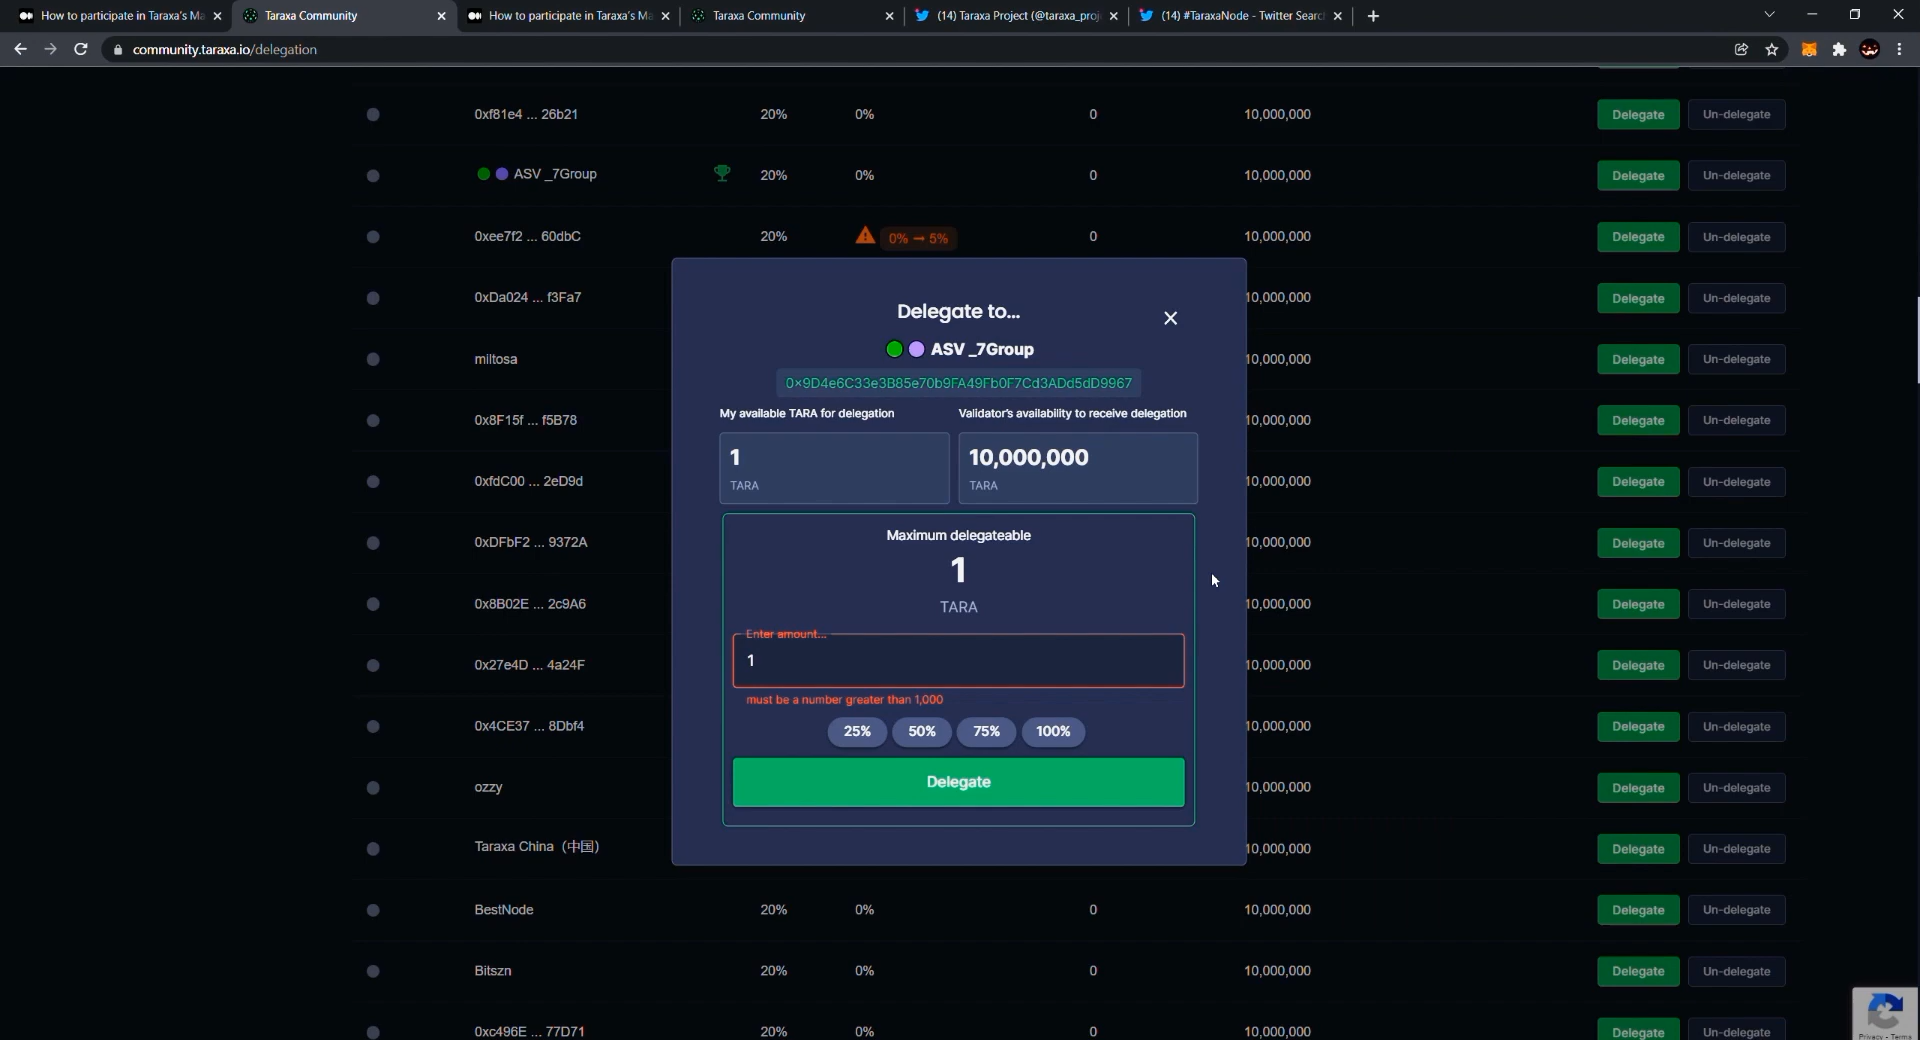 How to participate in Taraxa's Ma
Taraxa Community
How to participate in Taraxa's Ma
Taraxa Community
(14) Taraxa Project (@taraxa_proj
(14) #TaraxaNode - Twitter Search
community.taraxa.io/delegation
0xf81e4 ... 26b21 20% 0% 0 10,000,000 Delegate Un-delegate
ASV _7Group 20% 0% 0 10,000,000 Delegate Un-delegate
0xee7f2 ... 60dbC 20% 0% → 5% 0 10,000,000 Delegate Un-delegate
0xDa024 ... f3Fa7 10,000,000 Delegate Un-delegate
miltosa 10,000,000 Delegate Un-delegate
0x8F15f ... f5B78 10,000,000 Delegate Un-delegate
0xfdC00 ... 2eD9d 10,000,000 Delegate Un-delegate
0xDFbF2 ... 9372A 10,000,000 Delegate Un-delegate
0x8B02E ... 2c9A6 10,000,000 Delegate Un-delegate
0x27e4D ... 4a24F 10,000,000 Delegate Un-delegate
0x4CE37 ... 8Dbf4 10,000,000 Delegate Un-delegate
ozzy 10,000,000 Delegate Un-delegate
Taraxa China（中国） 10,000,000 Delegate Un-delegate
BestNode 20% 0% 0 10,000,000 Delegate Un-delegate
Bitszn 20% 0% 0 10,000,000 Delegate Un-delegate
0xc496E ... 77D71 20% 0% 0 10,000,000 Delegate Un-delegate
Delegate to...
ASV _7Group
0×9D4e6C33e3B85e70b9FA49Fb0F7Cd3ADd5dD9967
My available TARA for delegation
Validator's availability to receive delegation
1
TARA
10,000,000
TARA
Maximum delegateable
1
TARA
Enter amount...
1
must be a number greater than 1,000
25% 50% 75% 100%
Delegate
Privacy - Terms